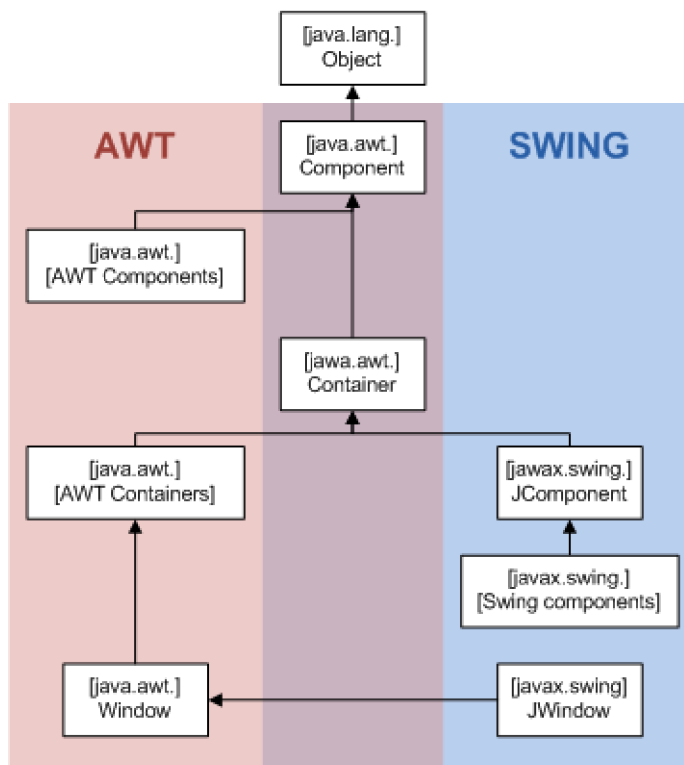 [java.lang.]
Object
AWT
[java.awt.]
Component
SWING
[java.awt.]
[AWT Components]
[jawa.awt.]
Container
[java.awt.]
[AWT Containers]
[jawax.swing.]
JComponent
[javax.swing.]
[Swing components]
[java.awt.]
Window
[javax.swing]
JWindow